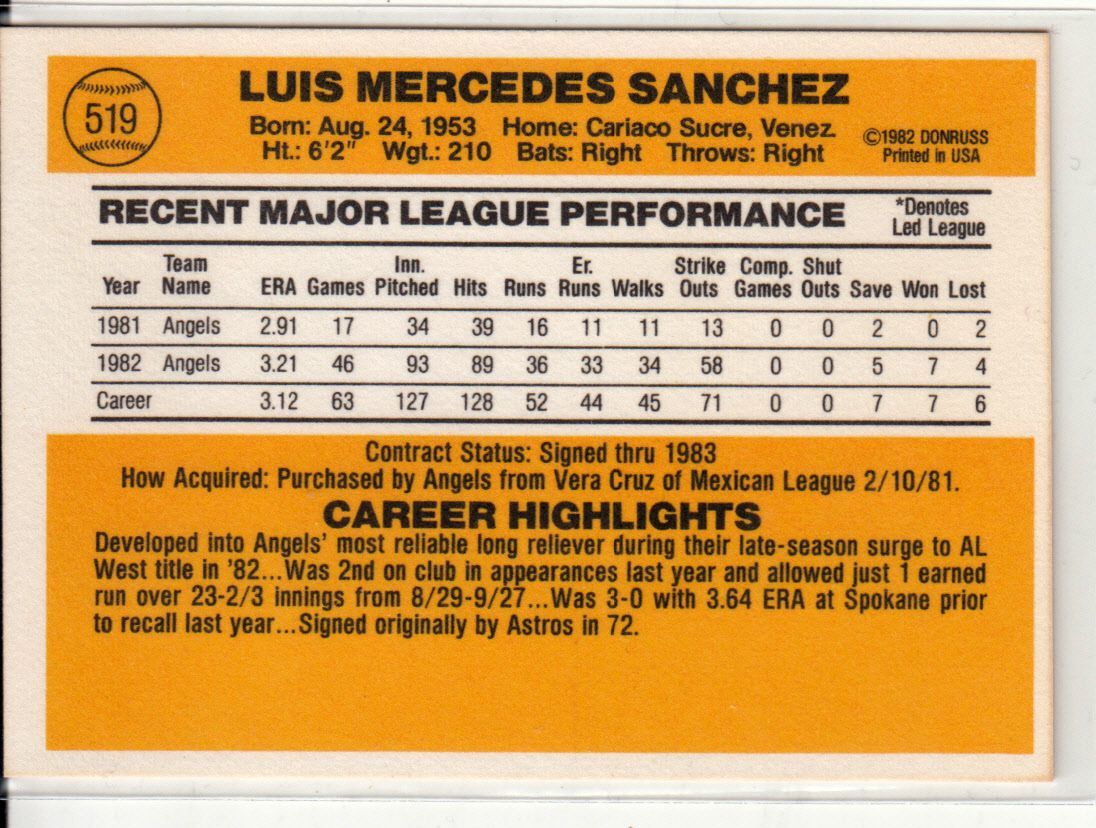 519
LUIS MERCEDES SANCHEZ
Born: Aug. 24, 1953 Home: Cariaco Sucre, Venez.
Ht.: 6'2" Wgt.: 210 Bats: Right Throws: Right
©1982 DONRUSS
Printed in USA
RECENT MAJOR LEAGUE PERFORMANCE
*Denotes
Led League
Team Inn. Er. Strike Comp. Shut
Year Name ERA Games Pitched Hits Runs Runs Walks Outs Games Outs Save Won Lost
1981 Angels 2.91 17 34 39 16 11 11 13 0 0 2 0 2
1982 Angels 3.21 46 93 89 36 33 34 58 0 0 5 7 4
Career 3.12 63 127 128 52 44 45 71 0 0 7 7 6
Contract Status: Signed thru 1983
How Acquired: Purchased by Angels from Vera Cruz of Mexican League 2/10/81.
CAREER HIGHLIGHTS
Developed into Angels' most reliable long reliever during their late-season surge to AL
West title in '82...Was 2nd on club in appearances last year and allowed just 1 earned
run over 23-2/3 innings from 8/29-9/27...Was 3-0 with 3.64 ERA at Spokane prior
to recall last year...Signed originally by Astros in 72.